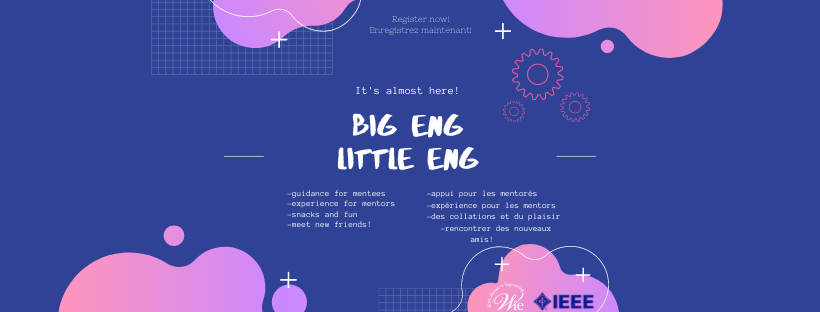 Register now!
Enregistrez maintenant!
It's almost here!
BIG ENG
LITTLE ENG
-guidance for mentees
-experience for mentors
-snacks and fun
-meet new friends!
-appui pour les mentorés
-expérience pour les mentors
-des collations et du plaisir
-rencontrer des nouveaux
amis!
WIE
IEEE